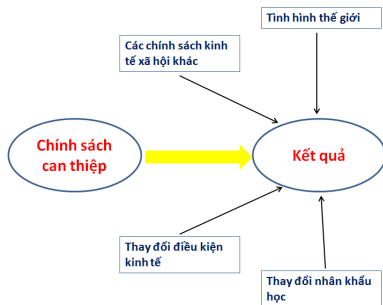 Tình hình thế giới
Các chính sách kinh
tế xã hội khác
Chính sách
can thiệp
Kết quả
Thay đổi điều kiện
kinh tế
Thay đổi nhân khẩu
học